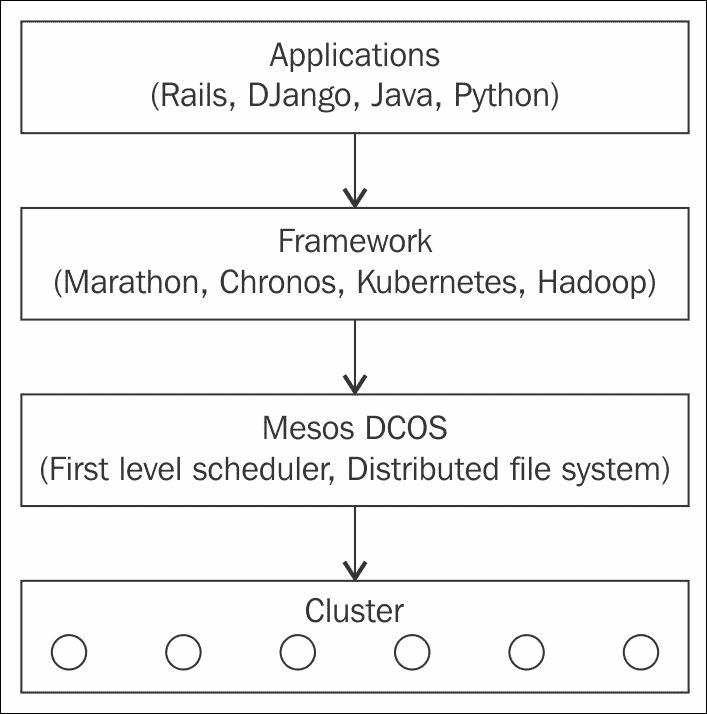 Applications
(Rails, DJango, Java, Python)
Framework
(Marathon, Chronos, Kubernetes, Hadoop)
Mesos DCOS
(First level scheduler, Distributed file system)
Cluster